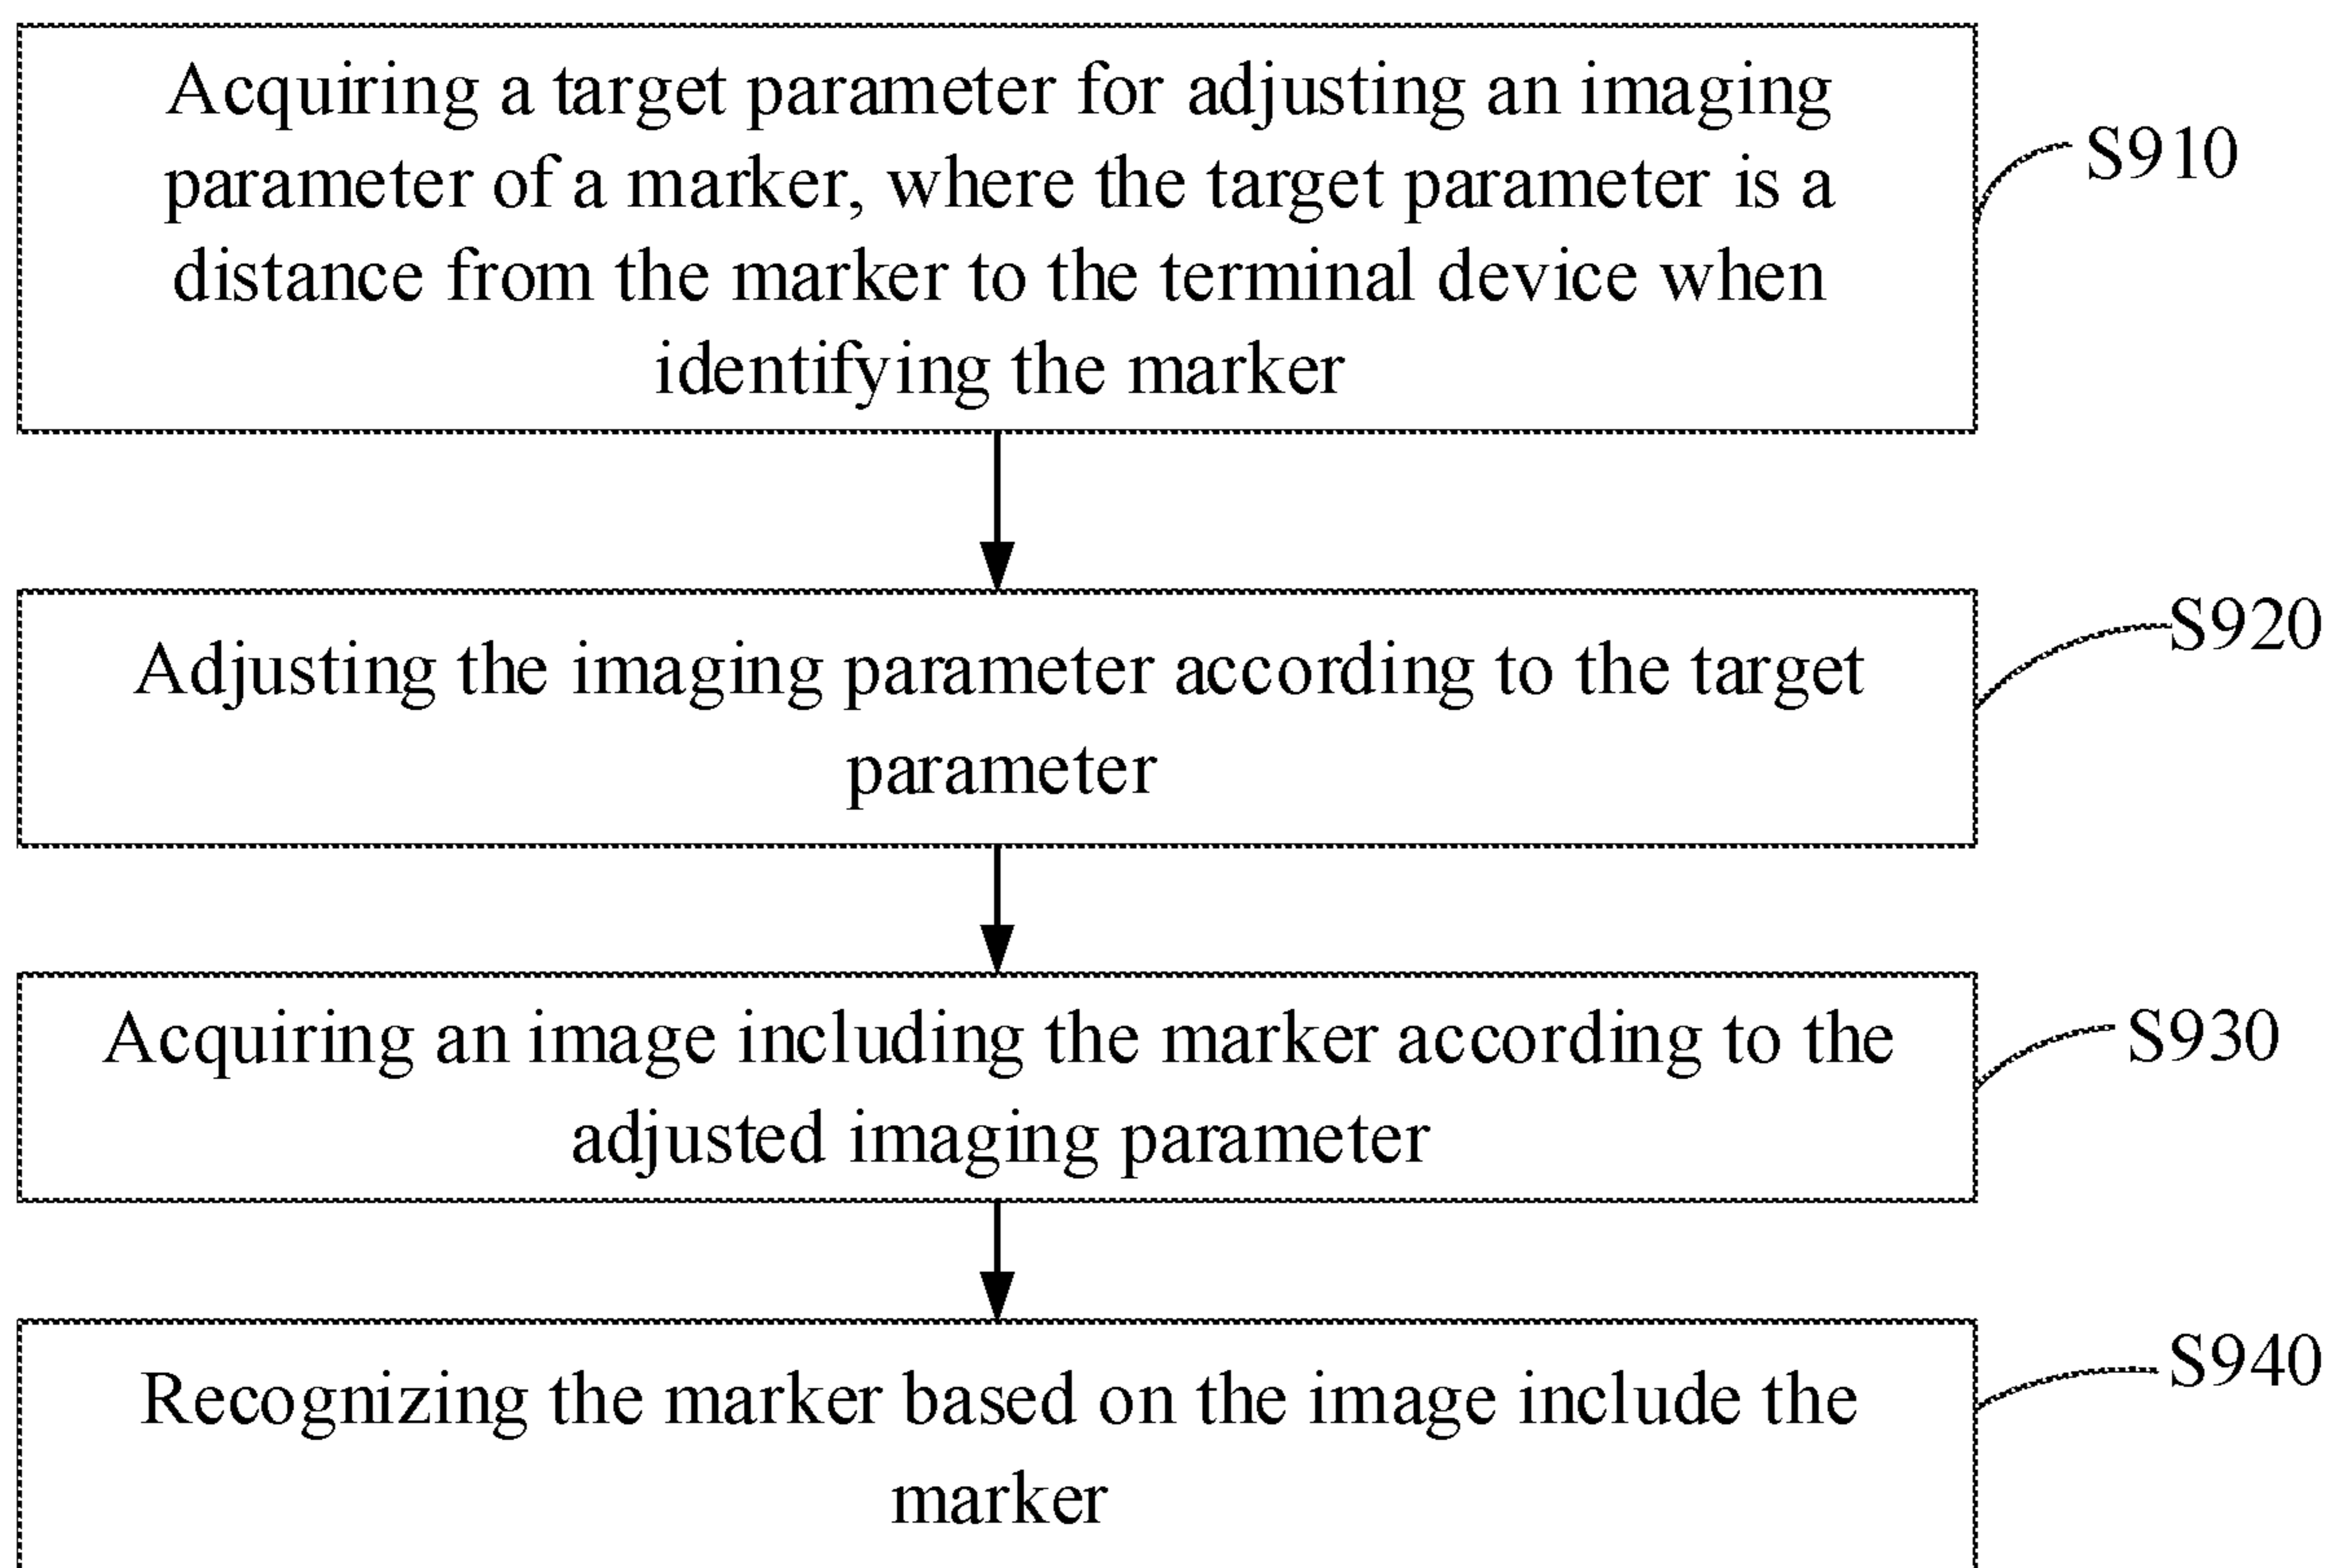 Acquiring a target parameter for adjusting an imaging
parameter of a marker, where the target parameter is a
distance from the marker to the terminal device when
identifying the marker
S910
Adjusting the imaging parameter according to the target
parameter
S920
Acquiring an image including the marker according to the
adjusted imaging parameter
S930
Recognizing the marker based on the image include the
marker
S940